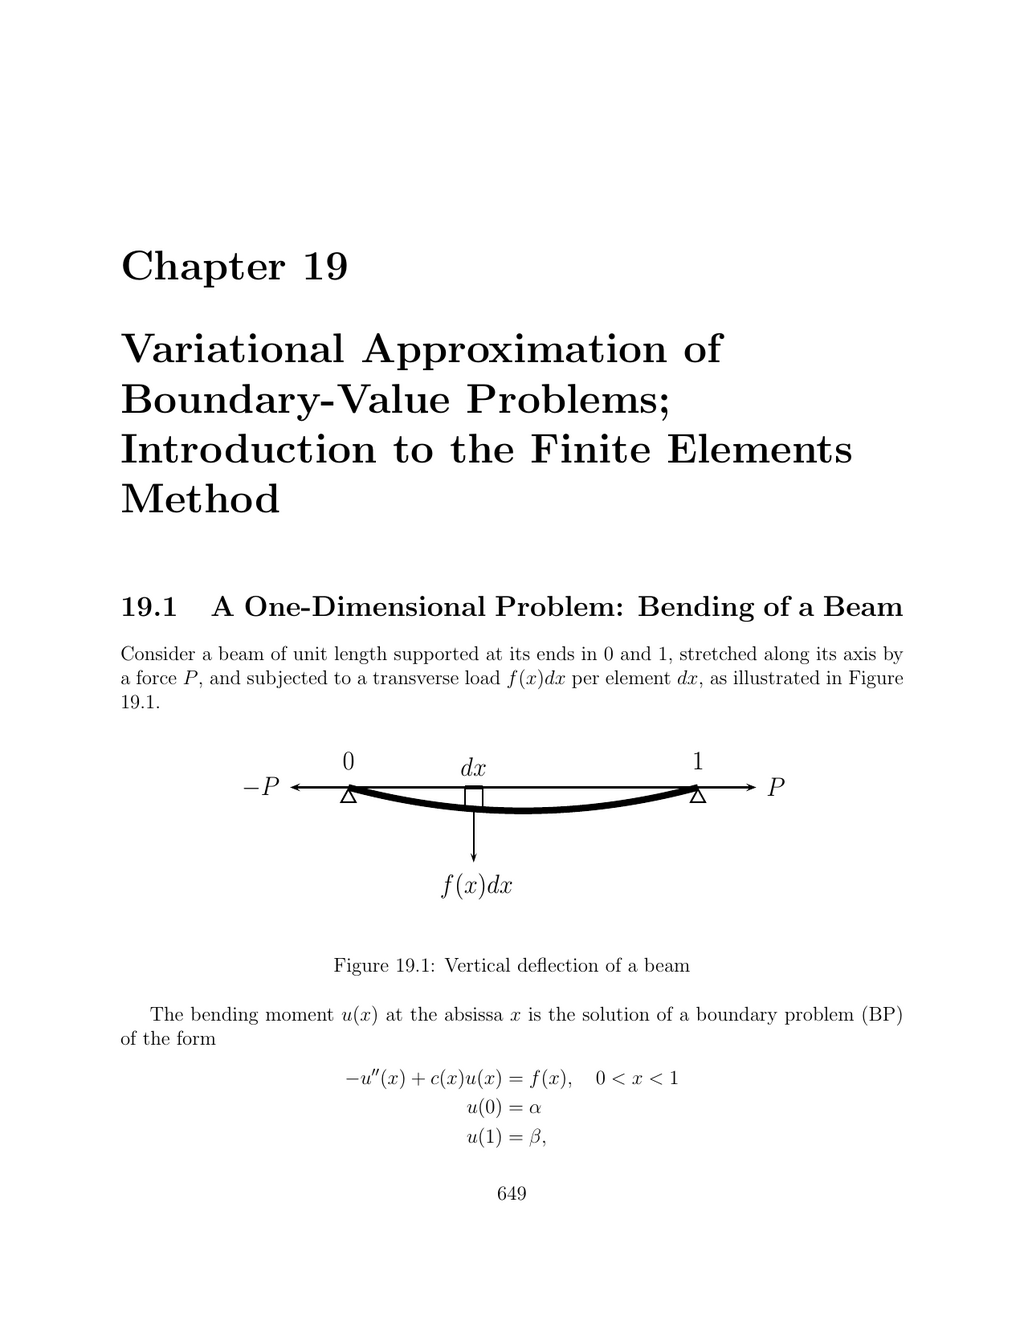 Chapter 19
Variational Approximation of
Boundary-Value Problems;
Introduction to the Finite Elements
Method
19.1 A One-Dimensional Problem: Bending of a Beam
Consider a beam of unit length supported at its ends in 0 and 1, stretched along its axis by
a force P, and subjected to a transverse load f(x)dx per element dx, as illustrated in Figure
19.1.
0 dx 1
−P P
f(x)dx
Figure 19.1: Vertical deflection of a beam
The bending moment u(x) at the absissa x is the solution of a boundary problem (BP)
of the form
−u″(x) + c(x)u(x) = f(x), 0 < x < 1
u(0) = α
u(1) = β,
649